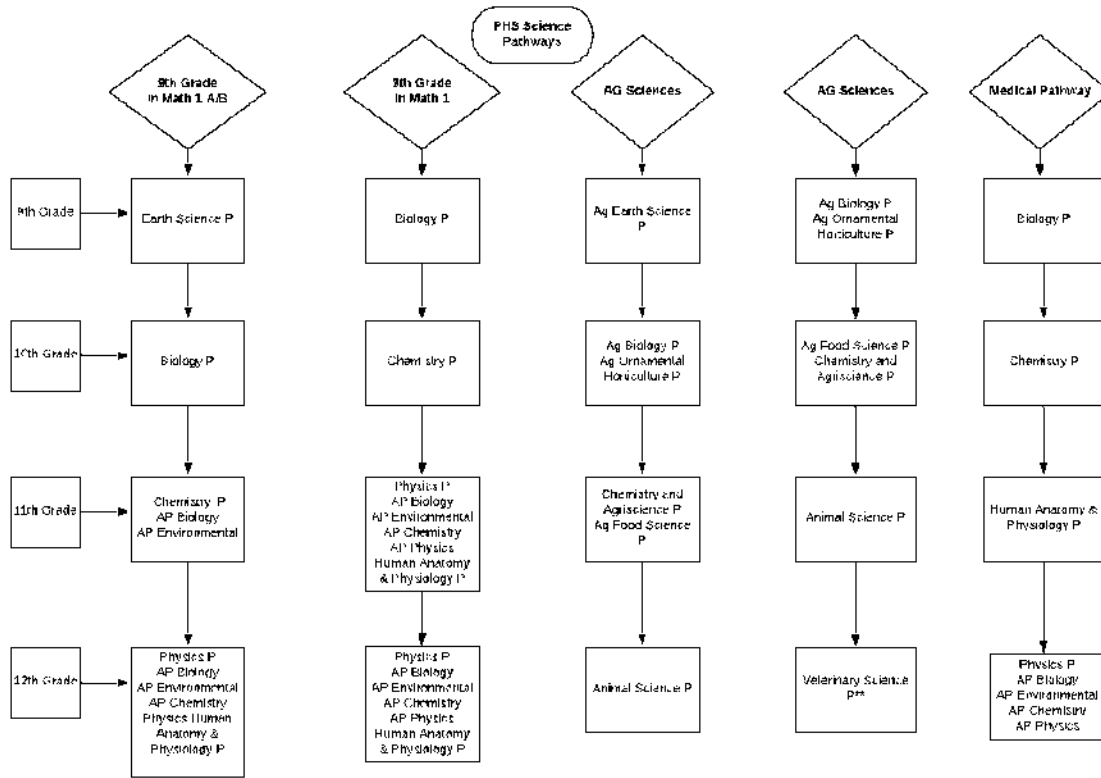 PHS Science
Pathways
9th Grade
in Math 1 A/B
9th Grade
in Math 1
AG Sciences
AG Sciences
Medical Pathway
9th Grade
Earth Science P
Biology P
Ag Earth Science
P
Ag Biology P
Ag Ornamental
Horticulture P
Biology P
10th Grade
Biology P
Chemistry P
Ag Biology P
Ag Ornamental
Horticulture P
Ag Food Science P
Chemistry and
Agriscience P
Chemistry P
11th Grade
Chemistry P
AP Biology
AP Environmental
Physics P
AP Biology
AP Environmental
AP Chemistry
AP Physics
Human Anatomy
& Physiology P
Chemistry and
Agriscience P
Ag Food Science
P
Animal Science P
Human Anatomy &
Physiology P
12th Grade
Physics P
AP Biology
AP Environmental
AP Chemistry
Physics Human
Anatomy &
Physiology P
Physics P
AP Biology
AP Environmental
AP Chemistry
AP Physics
Human Anatomy
& Physiology P
Animal Science P
Veterinary Science
P**
Physics P
AP Biology
AP Environmental
AP Chemistry
AP Physics